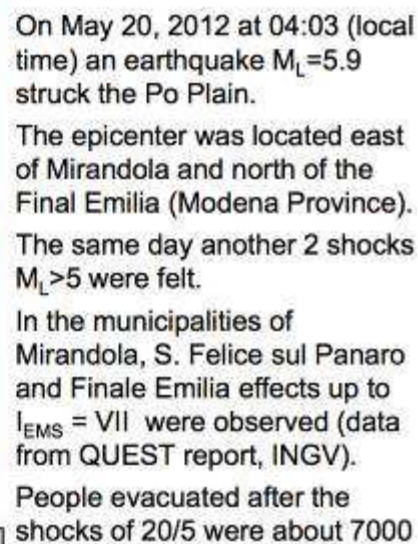 On May 20, 2012 at 04:03 (local
time) an earthquake M_L=5.9
struck the Po Plain.
The epicenter was located east
of Mirandola and north of the
Final Emilia (Modena Province).
The same day another 2 shocks
M_L>5 were felt.
In the municipalities of
Mirandola, S. Felice sul Panaro
and Finale Emilia effects up to
I_EMS = VII were observed (data
from QUEST report, INGV).
People evacuated after the
shocks of 20/5 were about 7000